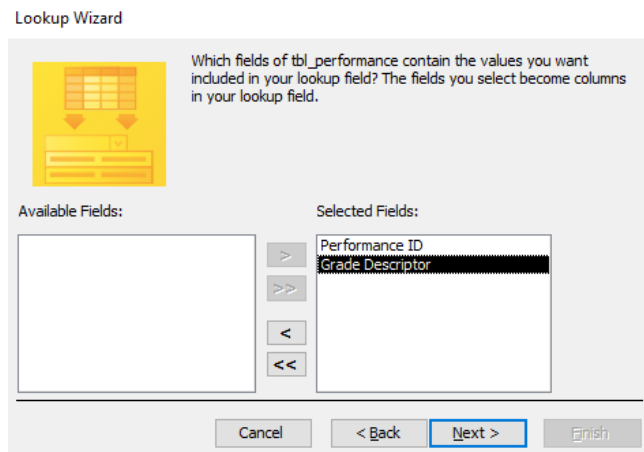 Lookup Wizard
Which fields of tbl_performance contain the values you want
included in your lookup field? The fields you select become columns
in your lookup field.
Available Fields:
Selected Fields:
Performance ID
Grade Descriptor
>
>>
<
<<
Cancel
< Back
Next >
Finish